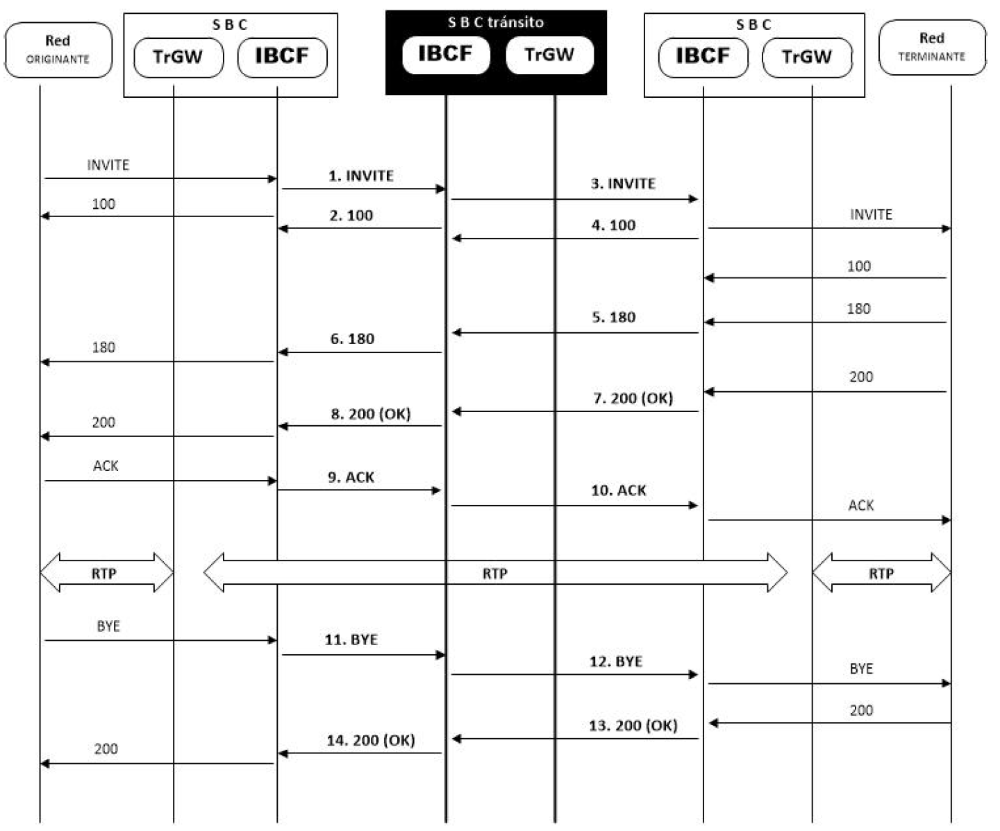 Red
ORIGINANTE
S B C
TrGW
IBCF
S B C tránsito
IBCF
TrGW
S B C
IBCF
TrGW
Red
TERMINANTE
INVITE
1. INVITE
3. INVITE
100
2. 100
4. 100
INVITE
100
180
5. 180
6. 180
180
200
7. 200 (OK)
8. 200 (OK)
200
ACK
9. ACK
10. ACK
ACK
RTP
RTP
RTP
BYE
11. BYE
12. BYE
BYE
200
13. 200 (OK)
14. 200 (OK)
200